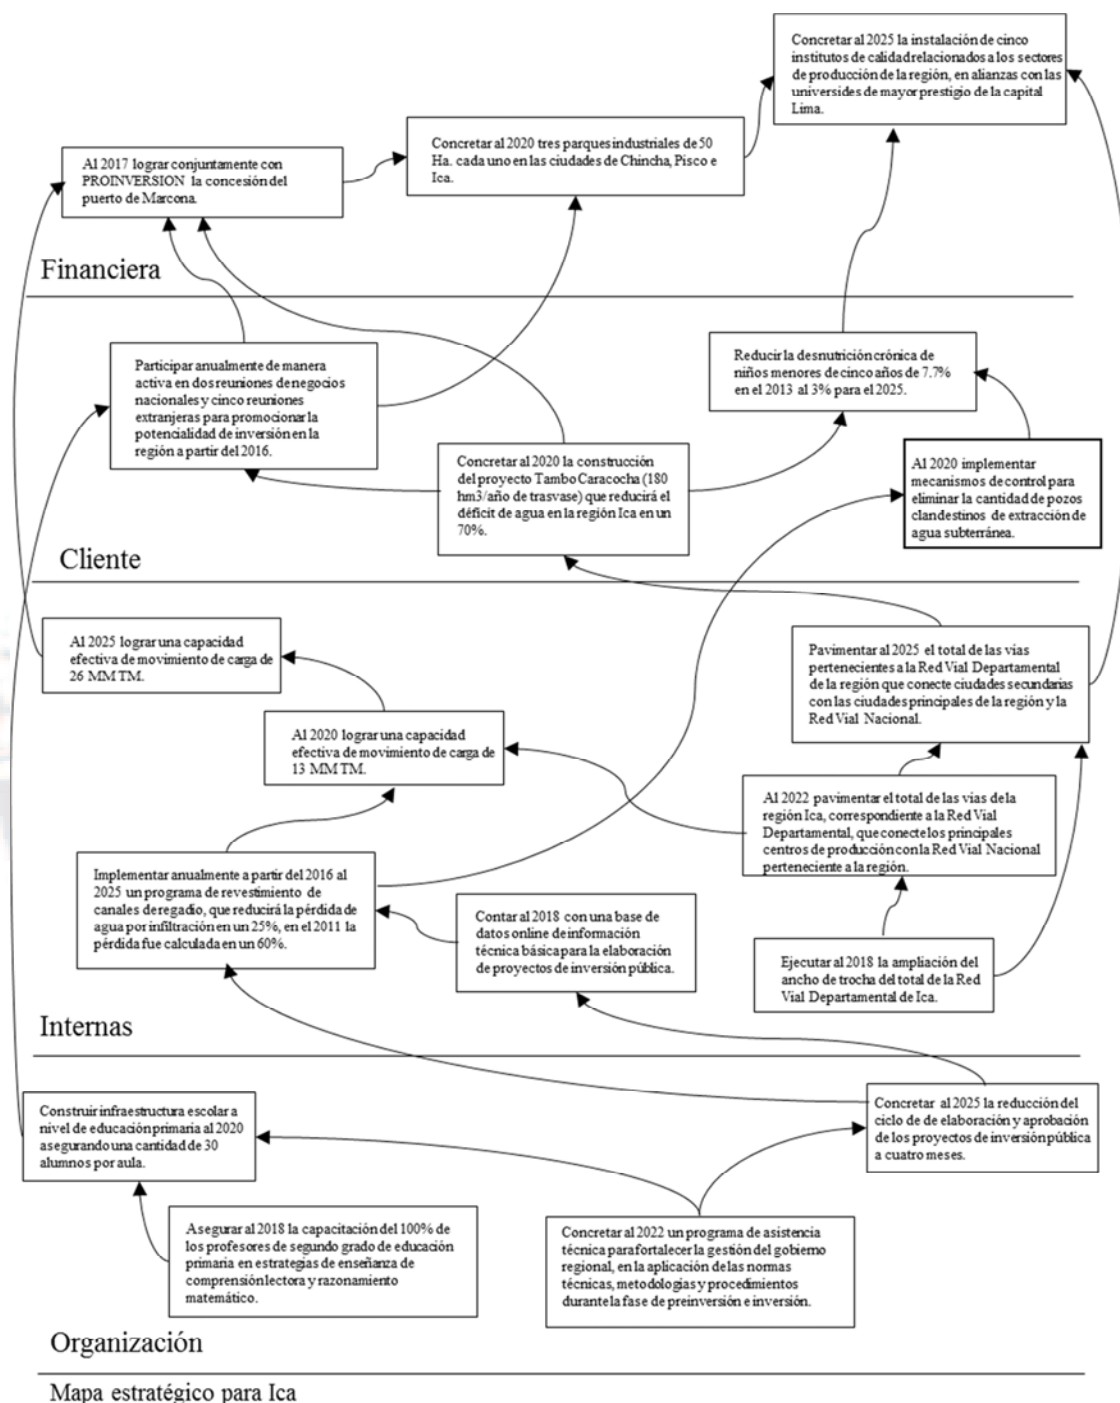 Concretar al 2025 la instalación de cinco
institutos de calidad relacionados a los sectores
de producción de la región, en alianzas con las
universides de mayor prestigio de la capital
Lima.
Concretar al 2020 tres parques industriales de 50
Ha. cada uno en las ciudades de Chincha, Pisco e
Ica.
Al 2017 lograr conjuntamente con
PROINVERSION la concesión del
puerto de Marcona.
Financiera
Participar anualmente de manera
activa en dos reuniones de negocios
nacionales y cinco reuniones
extranjeras para promocionar la
potencialidad de inversión en la
región a partir del 2016.
Reducir la desnutrición crónica de
niños menores de cinco años de 7.7%
en el 2013 al 3% para el 2025.
Concretar al 2020 la construcción
del proyecto Tambo Caracocha (180
hm3/año de trasvase) que reducirá el
déficit de agua en la región Ica en un
70%.
Al 2020 implementar
mecanismos de control para
eliminar la cantidad de pozos
clandestinos de extracción de
agua subterránea.
Cliente
Al 2025 lograr una capacidad
efectiva de movimiento de carga de
26 MM TM.
Pavimentar al 2025 el total de las vías
pertenecientes a la Red Vial Departamental
de la región que conecte ciudades secundarias
con las ciudades principales de la región y la
Red Vial Nacional.
Al 2020 lograr una capacidad
efectiva de movimiento de carga de
13 MM TM.
Al 2022 pavimentar el total de las vías de la
región Ica, correspondiente a la Red Vial
Departamental, que conecte los principales
centros de producción con la Red Vial Nacional
perteneciente a la región.
Implementar anualmente a partir del 2016 al
2025 un programa de revestimiento de
canales de regadío, que reducirá la pérdida de
agua por infiltración en un 25%, en el 2011 la
pérdida fue calculada en un 60%.
Contar al 2018 con una base de
datos online de información
técnica básica para la elaboración
de proyectos de inversión pública.
Ejecutar al 2018 la ampliación del
ancho de trocha del total de la Red
Vial Departamental de Ica.
Internas
Construir infraestructura escolar a
nivel de educación primaria al 2020
asegurando una cantidad de 30
alumnos por aula.
Concretar al 2025 la reducción del
ciclo de de elaboración y aprobación
de los proyectos de inversión pública
a cuatro meses.
Asegurar al 2018 la capacitación del 100% de
los profesores de segundo grado de educación
primaria en estrategias de enseñanza de
comprensión lectora y razonamiento
matemático.
Concretar al 2022 un programa de asistencia
técnica para fortalecer la gestión del gobierno
regional, en la aplicación de las normas
técnicas, metodologías y procedimientos
durante la fase de preinversión e inversión.
Organización
Mapa estratégico para Ica